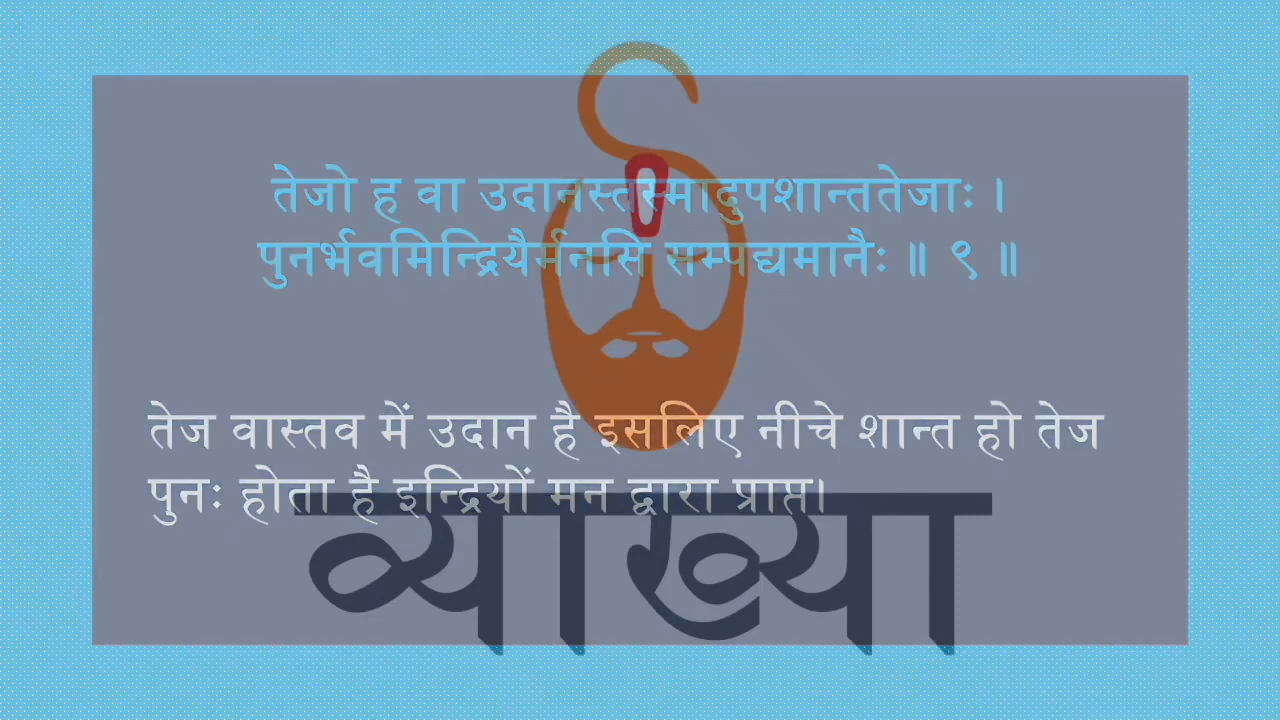 तेजो ह वा उदानस्तस्मादुपशान्ततेजाः ।
पुनर्भवमिन्द्रियैर्मनसि सम्पद्यमानैः ॥ ९ ॥
तेज वास्तव में उदान है इसलिए नीचे शान्त हो तेज
पुनः होता है इन्द्रियों मन द्वारा प्राप्त।
व्याख्या